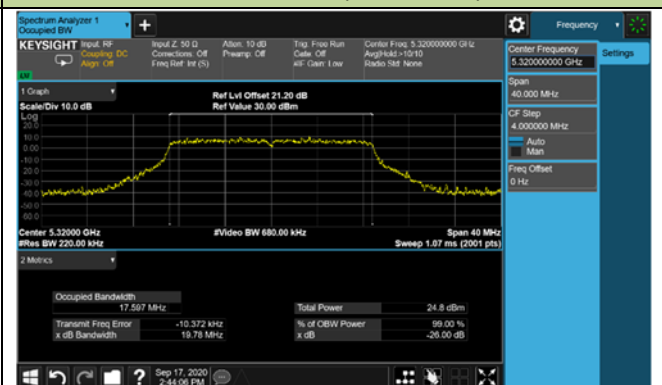 Spectrum Analyzer 1
Occupied BW
+
Frequency
KEYSIGHT Input: RF
Coupling: DC
Align: Off
Input Z: 50 Ω
Corrections: Off
Freq Ref: Int (S)
Atten: 10 dB
Preamp: Off
Trig: Free Run
Gate: Off
#IF Gain: Low
Center Freq: 5.320000000 GHz
Avg|Hold:>10/10
Radio Std: None
Center Frequency
5.320000000 GHz
Settings
Span
40.000 MHz
CF Step
4.000000 MHz
Auto
Man
Freq Offset
0 Hz
1 Graph
Scale/Div 10.0 dB
Ref Lvl Offset 21.20 dB
Ref Value 30.00 dBm
Log
20.0
10.0
0.00
-10.0
-20.0
-30.0
-40.0
-50.0
-60.0
Center 5.32000 GHz
#Res BW 220.00 kHz
#Video BW 680.00 kHz
Span 40 MHz
Sweep 1.07 ms (2001 pts)
2 Metrics
Occupied Bandwidth
17.597 MHz
Total Power 24.8 dBm
Transmit Freq Error -10.372 kHz
% of OBW Power 99.00 %
x dB Bandwidth 19.78 MHz
x dB -26.00 dB
?
Sep 17, 2020
2:44:06 PM